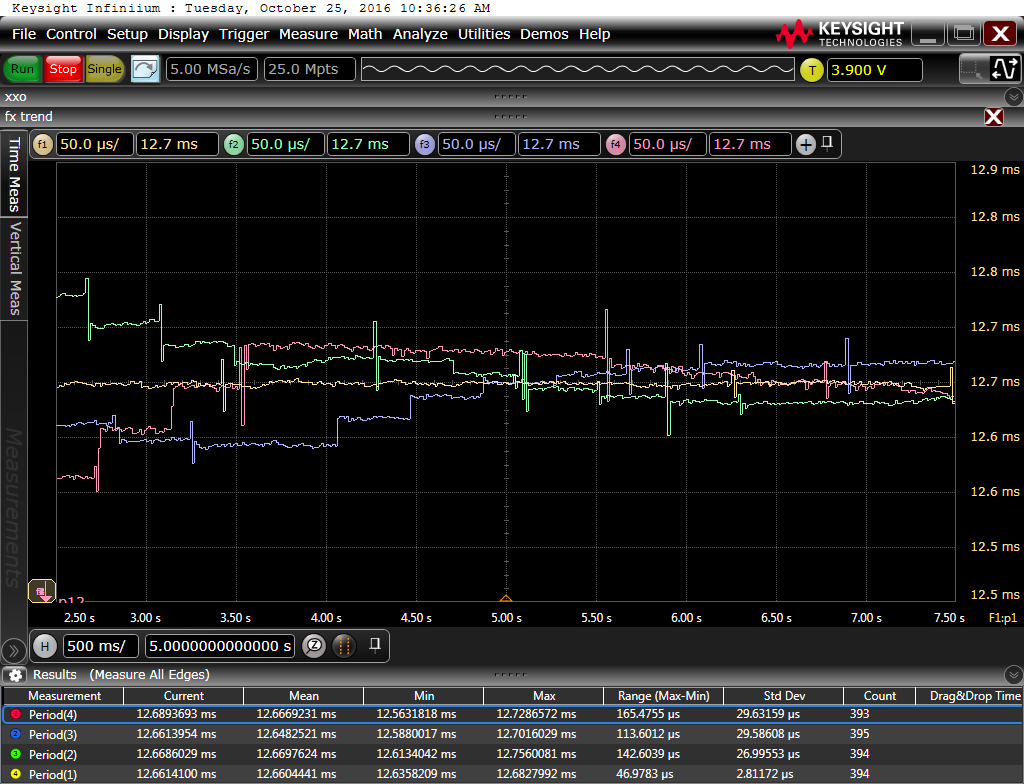 Keysight Infiniium : Tuesday, October 25, 2016 10:36:26 AM
File Control Setup Display Trigger Measure Math Analyze Utilities Demos Help
KEYSIGHT TECHNOLOGIES
Run Stop Single 5.00 MSa/s 25.0 Mpts T 3.900 V
xxo
fx trend
f1 50.0 µs/ 12.7 ms f2 50.0 µs/ 12.7 ms f3 50.0 µs/ 12.7 ms f4 50.0 µs/ 12.7 ms +
Time Meas
Vertical Meas
Measurements
12.9 ms
12.8 ms
12.8 ms
12.7 ms
12.7 ms
12.6 ms
12.6 ms
12.5 ms
12.5 ms
2.50 s 3.00 s 3.50 s 4.00 s 4.50 s 5.00 s 5.50 s 6.00 s 6.50 s 7.00 s 7.50 s F1:p1
H 500 ms/ 5.0000000000000 s
Results (Measure All Edges)
Measurement Current Mean Min Max Range (Max-Min) Std Dev Count Drag&Drop Time
1 Period(4) 12.6893693 ms 12.6669231 ms 12.5631818 ms 12.7286572 ms 165.4755 µs 29.63159 µs 393
2 Period(3) 12.6613954 ms 12.6482521 ms 12.5880017 ms 12.7016029 ms 113.6012 µs 29.58608 µs 395
3 Period(2) 12.6686029 ms 12.6697624 ms 12.6134042 ms 12.7560081 ms 142.6039 µs 26.99553 µs 394
4 Period(1) 12.6614100 ms 12.6604441 ms 12.6358209 ms 12.6827992 ms 46.9783 µs 2.81172 µs 394